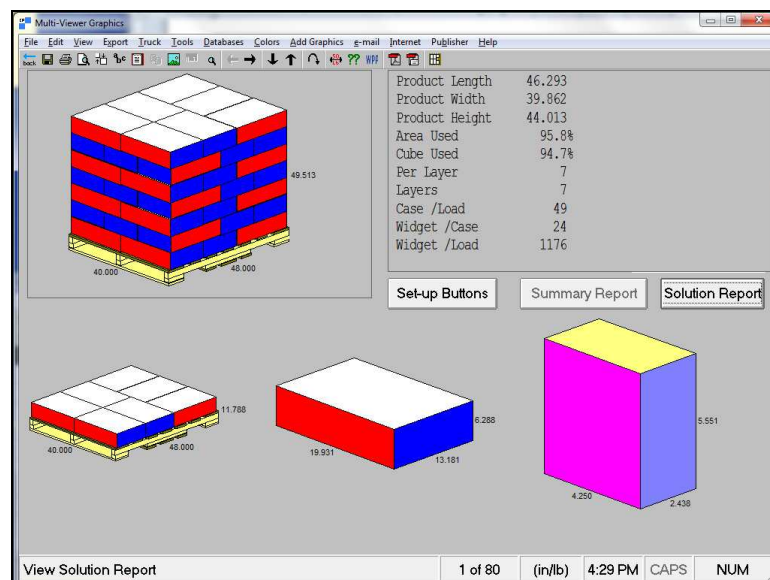 Multi-Viewer Graphics
File Edit View Export Truck Tools Databases Colors Add Graphics e-mail Internet Publisher Help
back ?? WPF
Product Length 46.293
Product Width 39.862
Product Height 44.013
Area Used 95.8%
Cube Used 94.7%
Per Layer 7
Layers 7
Case /Load 49
Widget /Case 24
Widget /Load 1176
49.513
40.000 48.000
Set-up Buttons Summary Report Solution Report
11.788
40.000 48.000
6.288
19.931 13.181
5.551
4.250 2.438
View Solution Report 1 of 80 (in/lb) 4:29 PM CAPS NUM